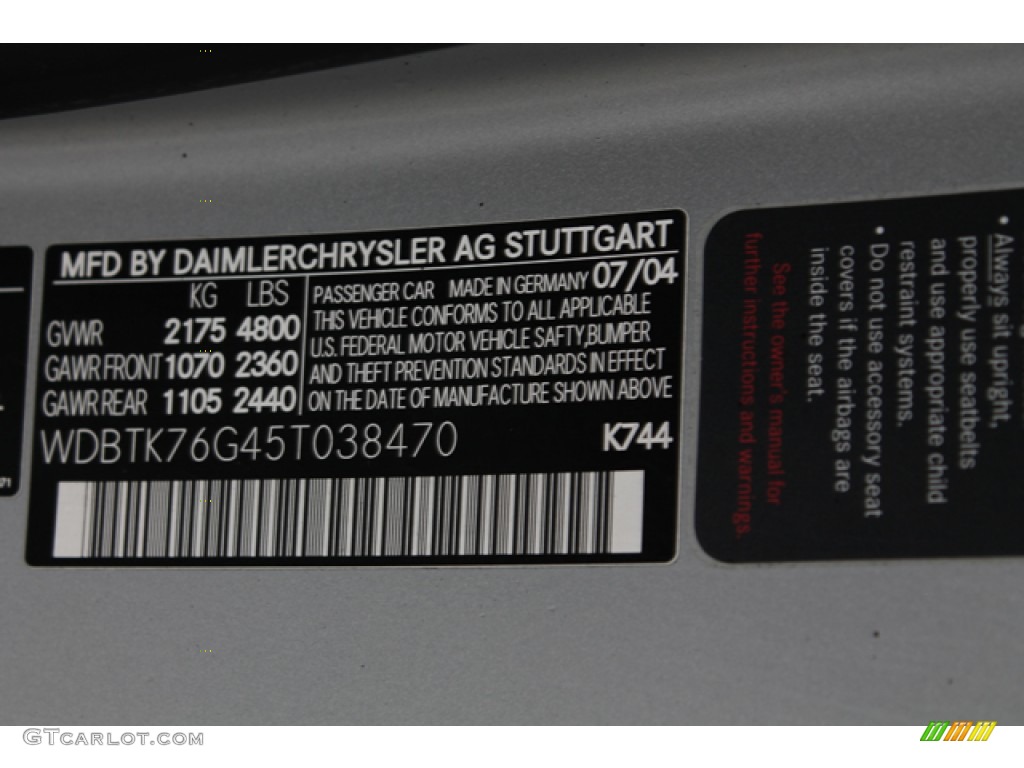 MFD BY DAIMLERCHRYSLER AG STUTTGART
KG LBS
GVWR 2175 4800
GAWR FRONT 1070 2360
GAWR REAR 1105 2440
PASSENGER CAR MADE IN GERMANY 07/04
THIS VEHICLE CONFORMS TO ALL APPLICABLE
U.S. FEDERAL MOTOR VEHICLE SAFTY,BUMPER
AND THEFT PREVENTION STANDARDS IN EFFECT
ON THE DATE OF MANUFACTURE SHOWN ABOVE
WDBTK76G45T038470 K744
• Always sit upright,
properly use seatbelts
and use appropriate child
restraint systems.
• Do not use accessory seat
covers if the airbags are
inside the seat.
See the owner's manual for
further instructions and warnings.
71
GTCARLOT.COM